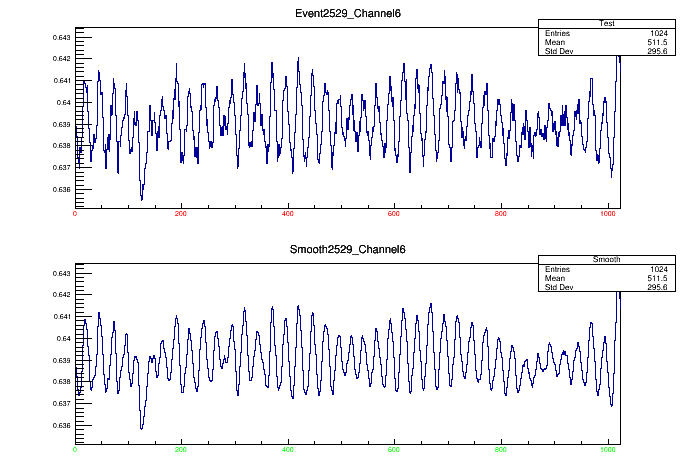 Event2529_Channel6
Test
Entries 1024
Mean 511.5
Std Dev 295.6
0.643
0.642
0.641
0.64
0.639
0.638
0.637
0.636
0 200 400 600 800 1000
Smooth2529_Channel6
Smooth
Entries 1024
Mean 511.5
Std Dev 295.6
0.643
0.642
0.641
0.64
0.639
0.638
0.637
0.636
0 200 400 600 800 1000